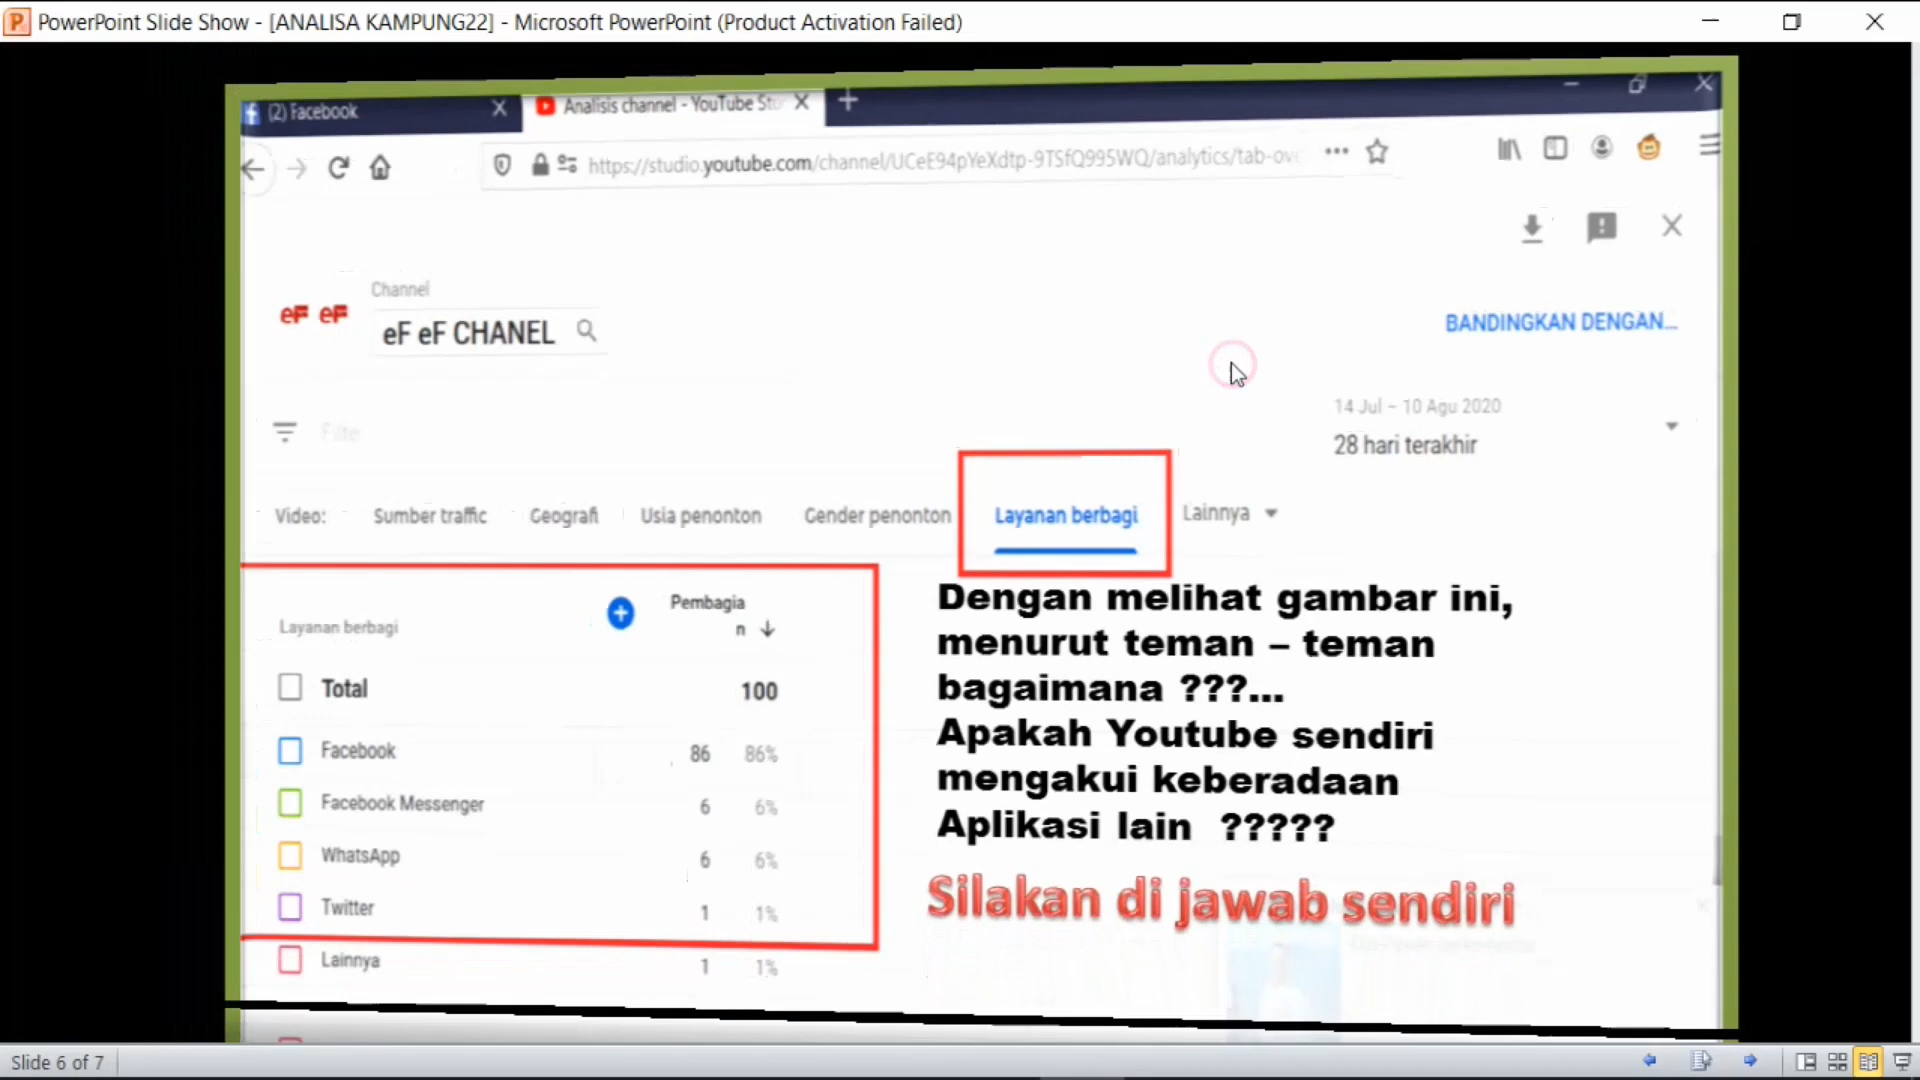 PowerPoint Slide Show - [ANALISA KAMPUNG22] - Microsoft PowerPoint (Product Activation Failed)
(2) Facebook
Analisis channel - YouTube Stu
https://studio.youtube.com/channel/UCeE94pYeXdtp-9TSfQ995WQ/analytics/tab-ove
Channel
eF eF
eF eF CHANEL
BANDINGKAN DENGAN...
Filte
14 Jul – 10 Agu 2020
28 hari terakhir
Video: Sumber traffic Geografi Usia penonton Gender penonton Layanan berbagi Lainnya
Layanan berbagi
Pembagia
n
Total 100
Facebook 86 86%
Facebook Messenger 6 6%
WhatsApp 6 6%
Twitter 1 1%
Lainnya 1 1%
Dengan melihat gambar ini,
menurut teman – teman
bagaimana ???...
Apakah Youtube sendiri
mengakui keberadaan
Aplikasi lain ?????
Silakan di jawab sendiri
Slide 6 of 7